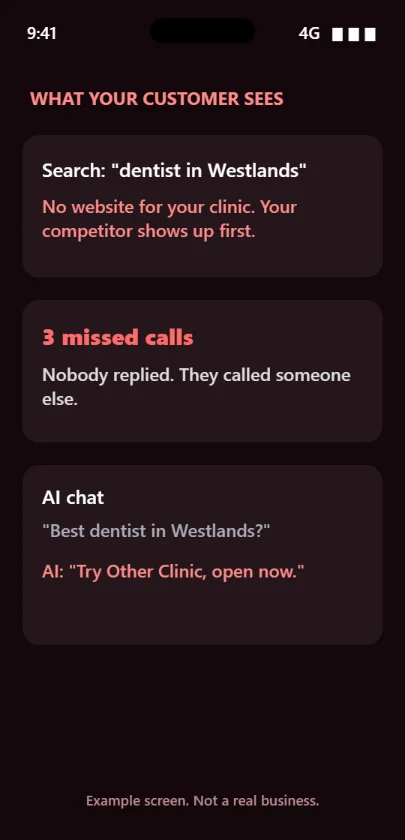 9:41
4G
WHAT YOUR CUSTOMER SEES
Search: "dentist in Westlands"
No website for your clinic. Your
competitor shows up first.
3 missed calls
Nobody replied. They called someone
else.
AI chat
"Best dentist in Westlands?"
AI: "Try Other Clinic, open now."
Example screen. Not a real business.